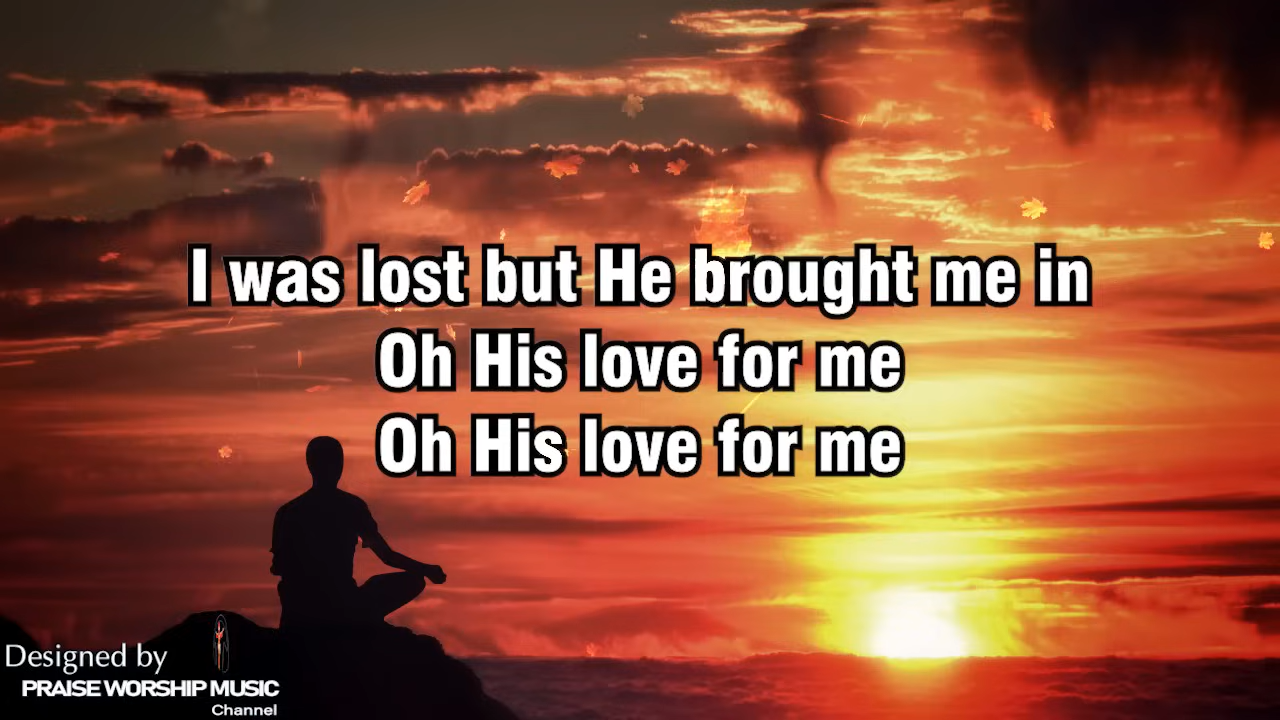 I was lost but He brought me in
Oh His love for me
Oh His love for me
Designed by
PRAISE WORSHIP MUSIC
Channel